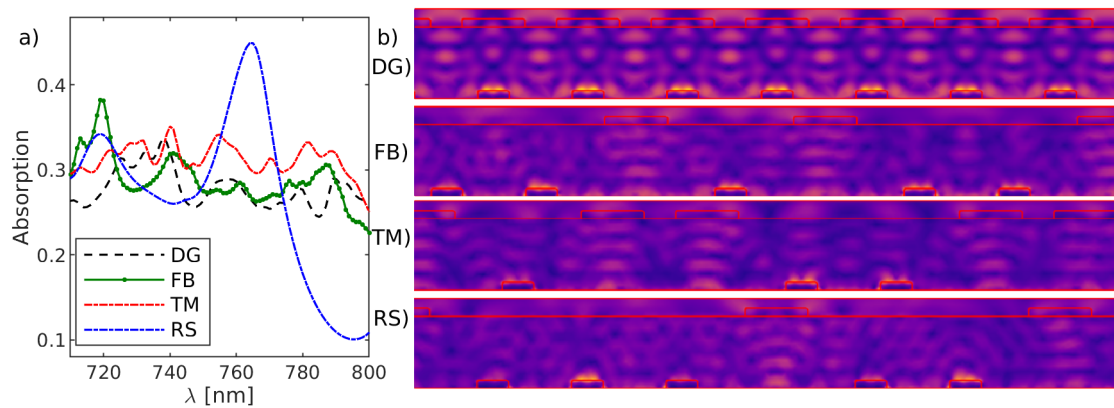 a)
Absorption
0.4
0.3
0.2
0.1
DG
FB
TM
RS
720
740
760
780
800
λ [nm]
b)
DG)
FB)
TM)
RS)